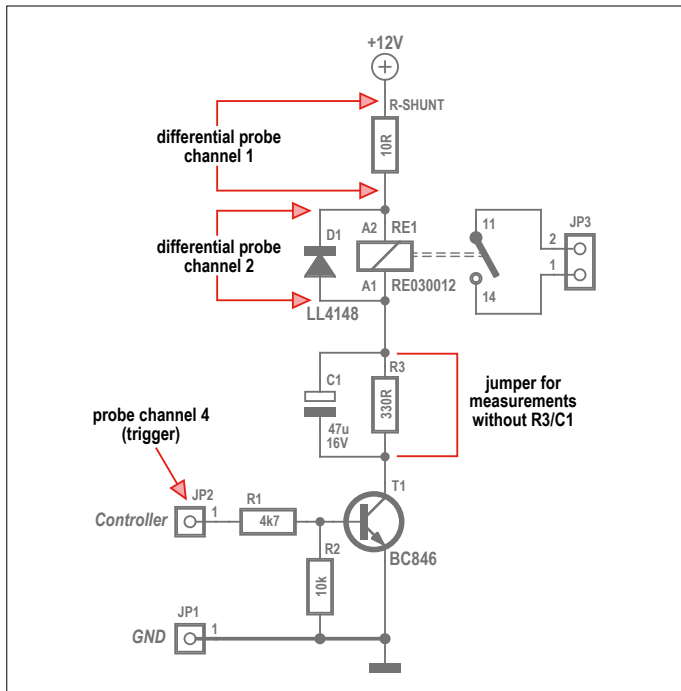 +12V
R-SHUNT
10R
differential probe
channel 1
differential probe
channel 2
D1
A2
RE1
A1
RE030012
LL4148
11
14
JP3
2
1
C1
47u
16V
R3
330R
jumper for
measurements
without R3/C1
probe channel 4
(trigger)
JP2
Controller
1
R1
4k7
T1
BC846
R2
10k
JP1
GND
1